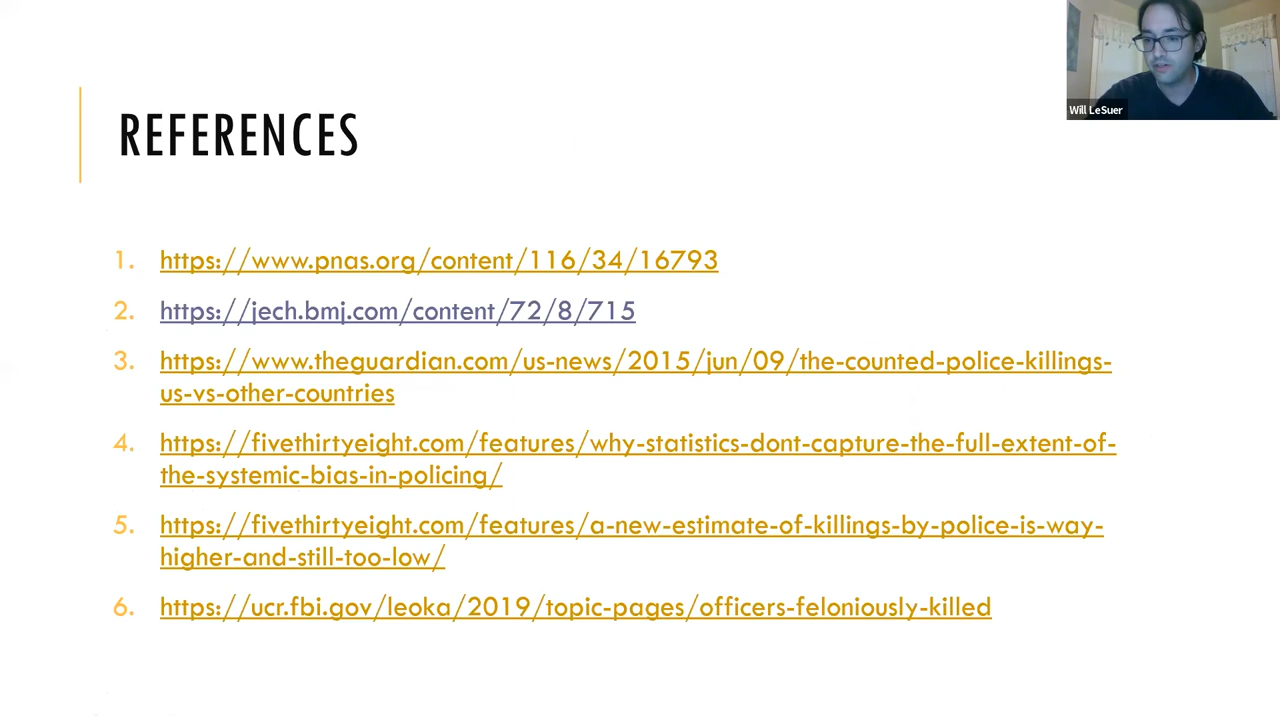 Will LeSuer
REFERENCES
1. https://www.pnas.org/content/116/34/16793
2. https://jech.bmj.com/content/72/8/715
3. https://www.theguardian.com/us-news/2015/jun/09/the-counted-police-killings-
us-vs-other-countries
4. https://fivethirtyeight.com/features/why-statistics-dont-capture-the-full-extent-of-
the-systemic-bias-in-policing/
5. https://fivethirtyeight.com/features/a-new-estimate-of-killings-by-police-is-way-
higher-and-still-too-low/
6. https://ucr.fbi.gov/leoka/2019/topic-pages/officers-feloniously-killed